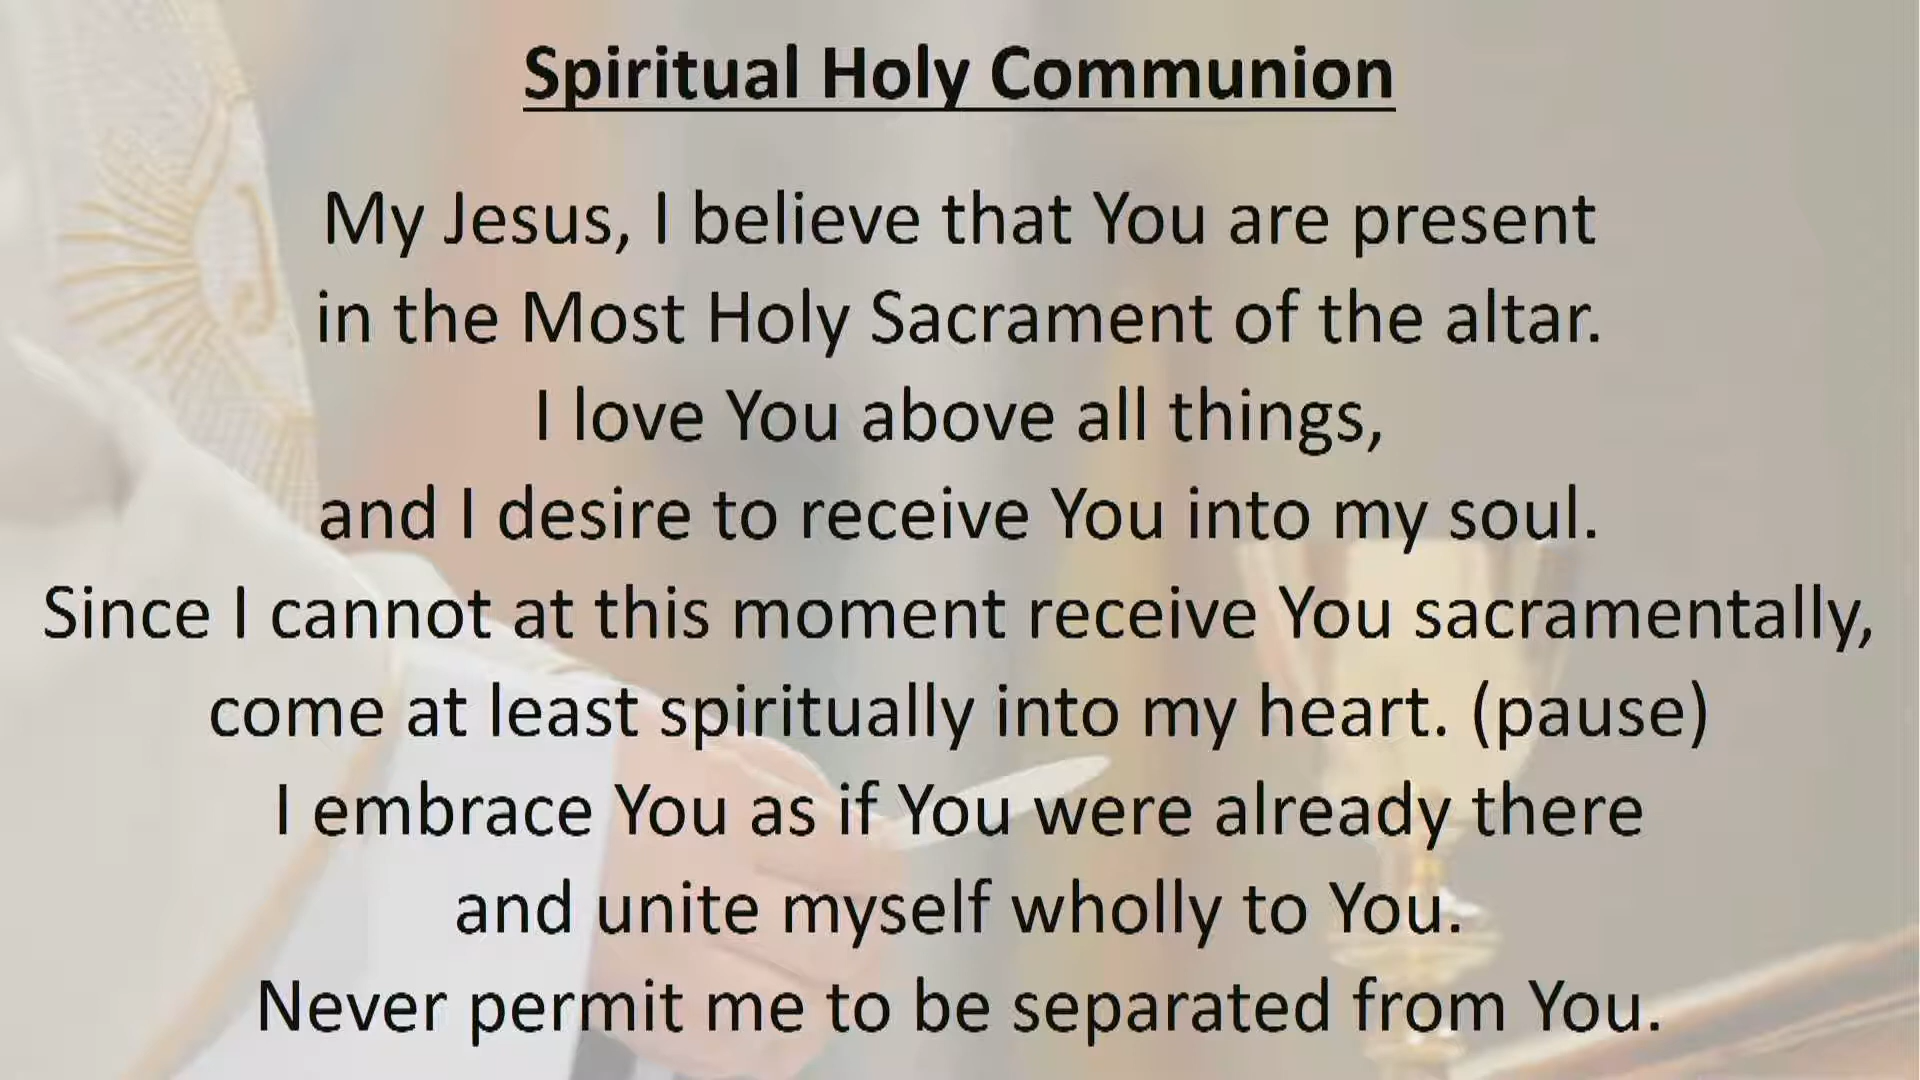 Spiritual Holy Communion
My Jesus, I believe that You are present
in the Most Holy Sacrament of the altar.
I love You above all things,
and I desire to receive You into my soul.
Since I cannot at this moment receive You sacramentally,
come at least spiritually into my heart. (pause)
I embrace You as if You were already there
and unite myself wholly to You.
Never permit me to be separated from You.